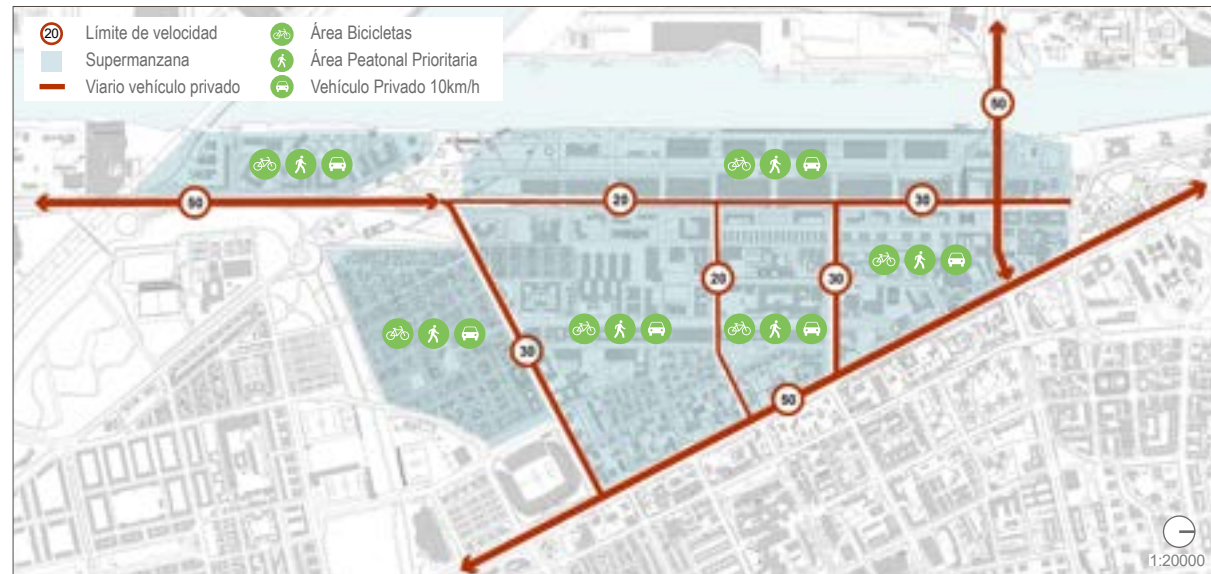 20 Límite de velocidad
Supermanzana
Viario vehículo privado
Área Bicicletas
Área Peatonal Prioritaria
Vehículo Privado 10km/h
50
50
20
30
20
30
30
50
1:20000